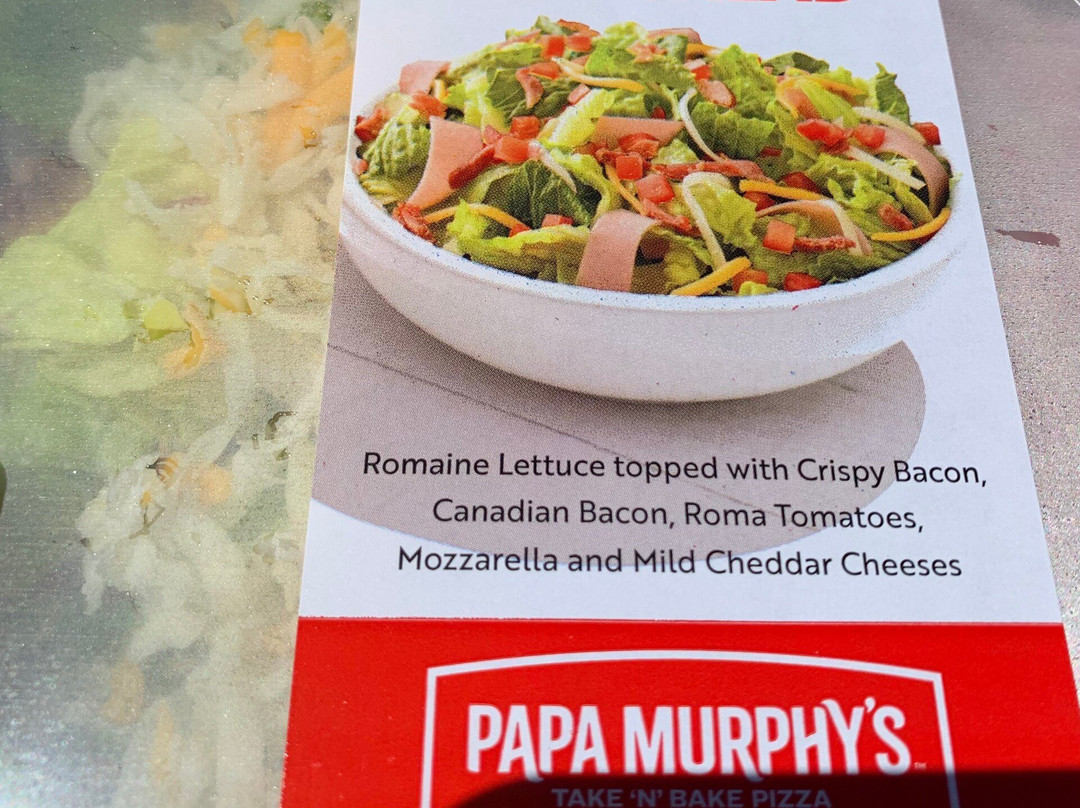 Romaine Lettuce topped with Crispy Bacon,
Canadian Bacon, Roma Tomatoes,
Mozzarella and Mild Cheddar Cheeses
PAPA MURPHY'S™
TAKE 'N' BAKE PIZZA